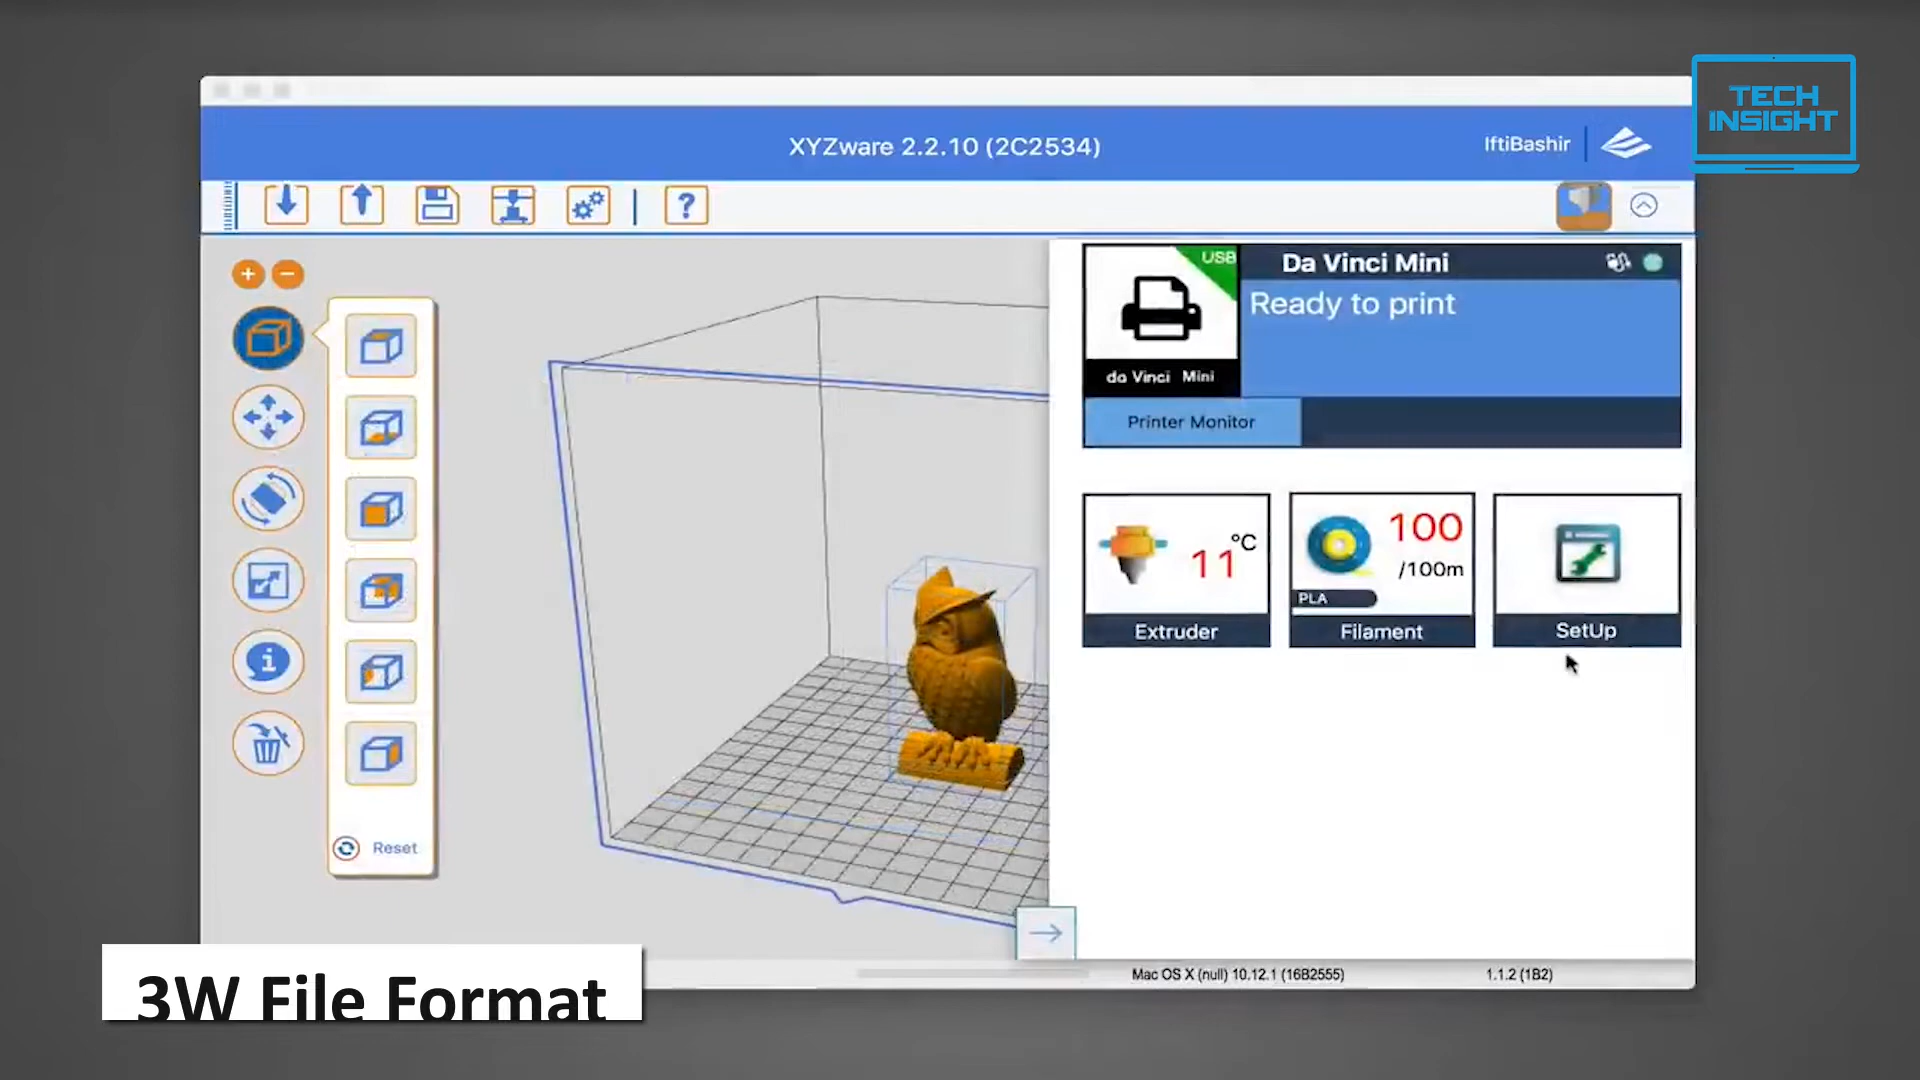 TECH
INSIGHT
XYZware 2.2.10 (2C2534)
IftiBashir
?
USB
Da Vinci Mini
Ready to print
da Vinci Mini
Printer Monitor
11 °C
Extruder
100
/100m
PLA
Filament
SetUp
Reset
Mac OS X (null) 10.12.1 (16B2555)
1.1.2 (1B2)
3W File Format